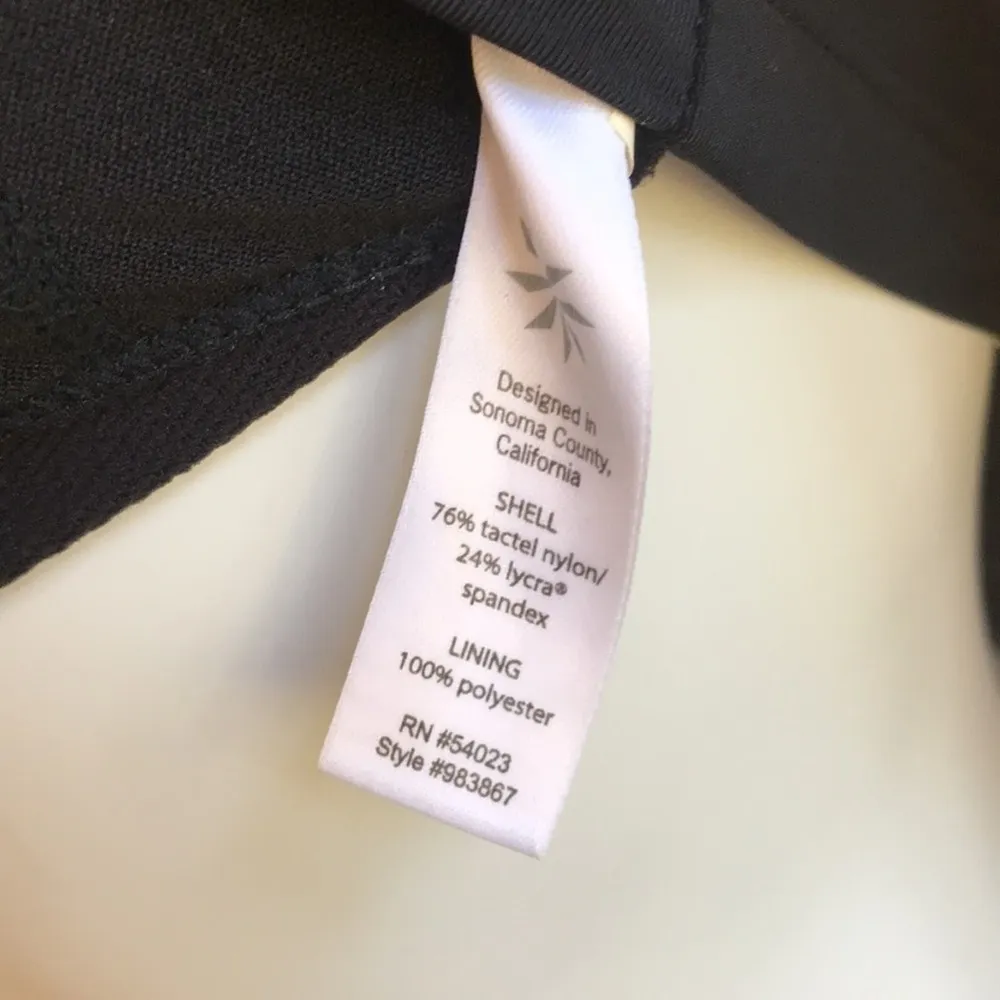 Designed in
Sonoma County,
California
SHELL
76% tactel nylon/
24% lycra®
spandex
LINING
100% polyester
RN #54023
Style #983867